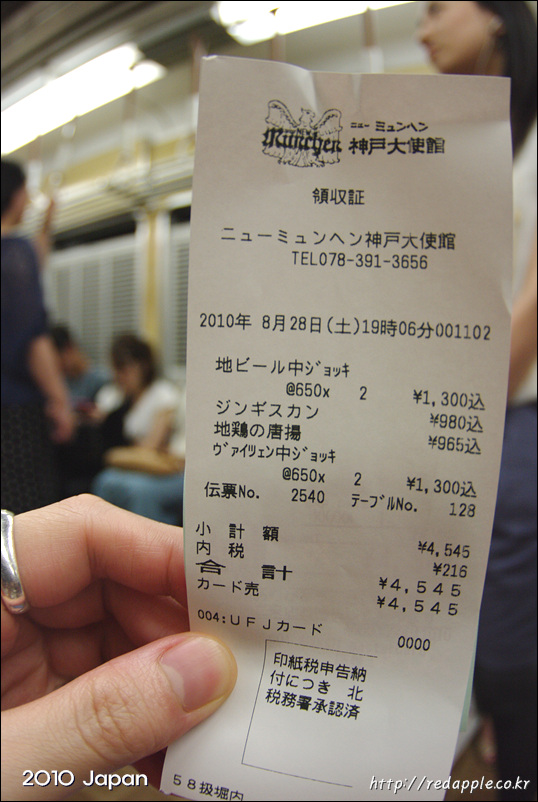 München
ニュー ミュンヘン
神戸大使館
領収証
ニューミュンヘン神戸大使館
TEL078-391-3656
2010年 8月28日(土)19時06分001102
地ビール中ジョッキ
@650x 2 ¥1,300込
ジンギスカン ¥980込
地鶏の唐揚 ¥965込
ヴァイツェン中ジョッキ
@650x 2 ¥1,300込
伝票No. 2540 テーブルNo. 128
小計額 ¥4,545
内税 ¥216
合計 ¥4,545
カード売 ¥4,545
004:UFJカード 0000
印紙税申告納
付につき 北
税務署承認済
58扱堀内
2010 Japan
http://redapple.co.kr